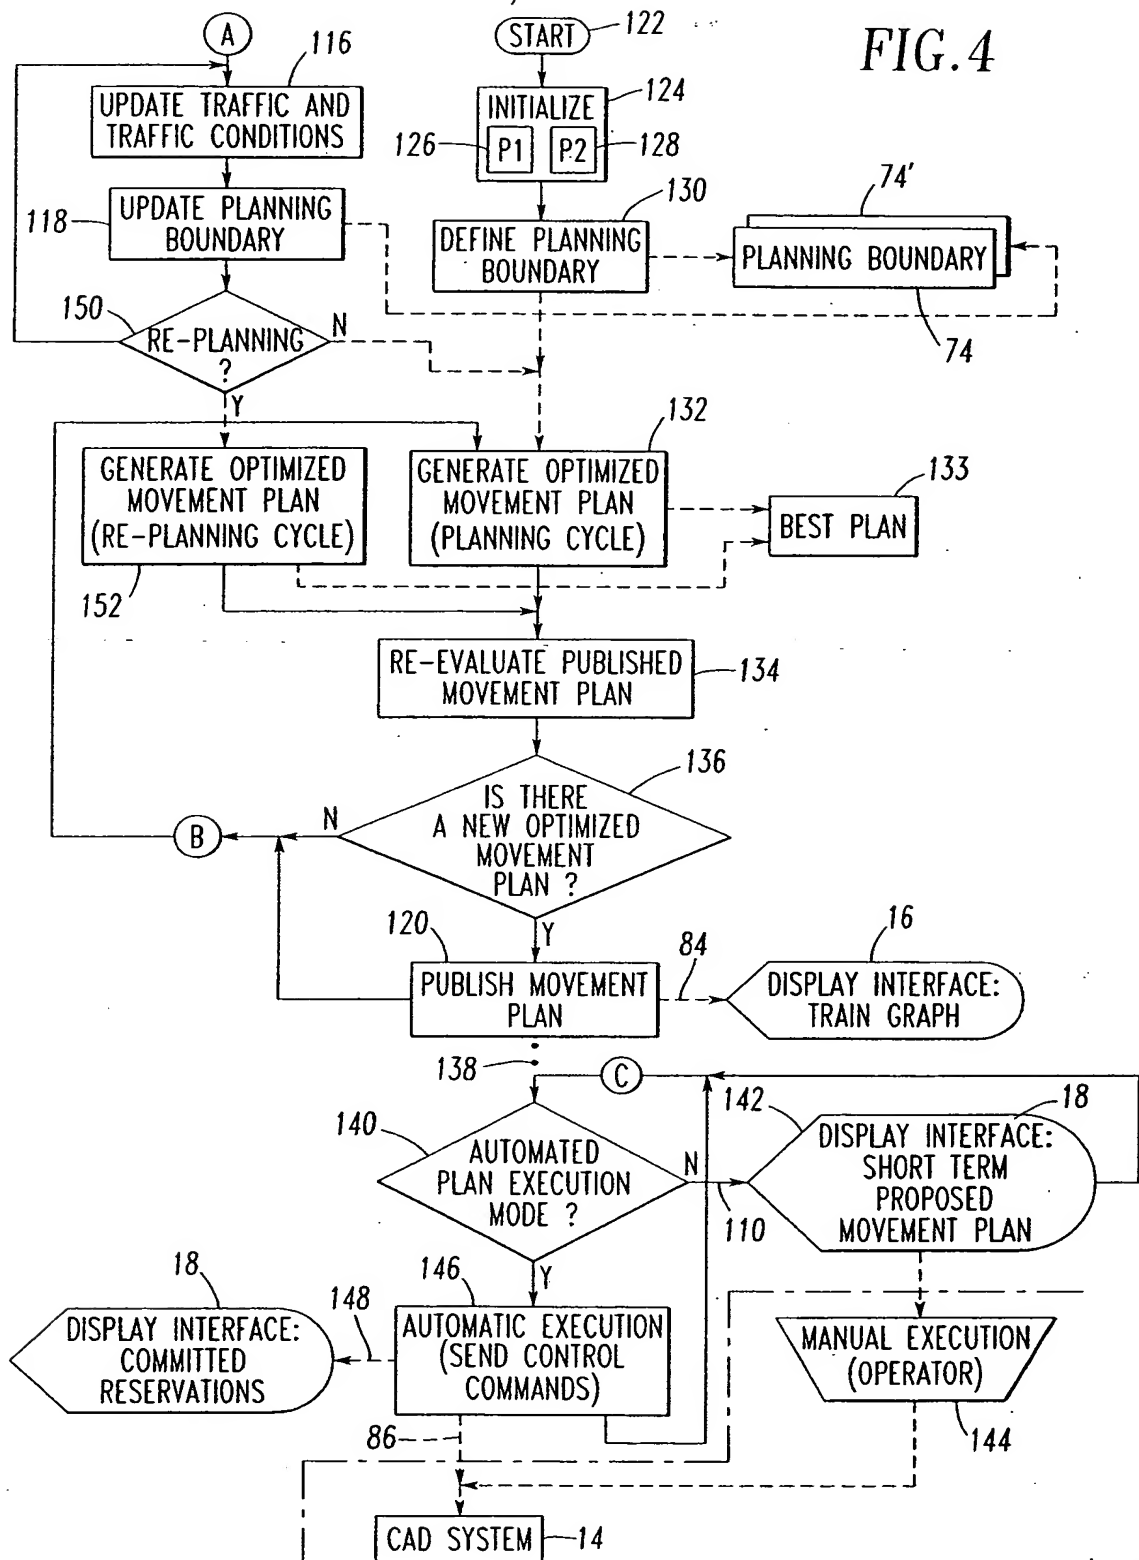 FIG. 4
A
116
UPDATE TRAFFIC AND
TRAFFIC CONDITIONS
118
UPDATE PLANNING
BOUNDARY
150
RE-PLANNING
?
N
Y
GENERATE OPTIMIZED
MOVEMENT PLAN
(RE-PLANNING CYCLE)
152
START
122
INITIALIZE
124
126
P1
P2
128
130
DEFINE PLANNING
BOUNDARY
74'
PLANNING BOUNDARY
74
132
GENERATE OPTIMIZED
MOVEMENT PLAN
(PLANNING CYCLE)
133
BEST PLAN
RE-EVALUATE PUBLISHED
MOVEMENT PLAN
134
136
IS THERE
A NEW OPTIMIZED
MOVEMENT
PLAN ?
N
B
Y
120
PUBLISH MOVEMENT
PLAN
84
16
DISPLAY INTERFACE:
TRAIN GRAPH
138
C
140
AUTOMATED
PLAN EXECUTION
MODE ?
N
110
142
18
DISPLAY INTERFACE:
SHORT TERM
PROPOSED
MOVEMENT PLAN
Y
146
AUTOMATIC EXECUTION
(SEND CONTROL
COMMANDS)
148
18
DISPLAY INTERFACE:
COMMITTED
RESERVATIONS
MANUAL EXECUTION
(OPERATOR)
144
86
CAD SYSTEM
14